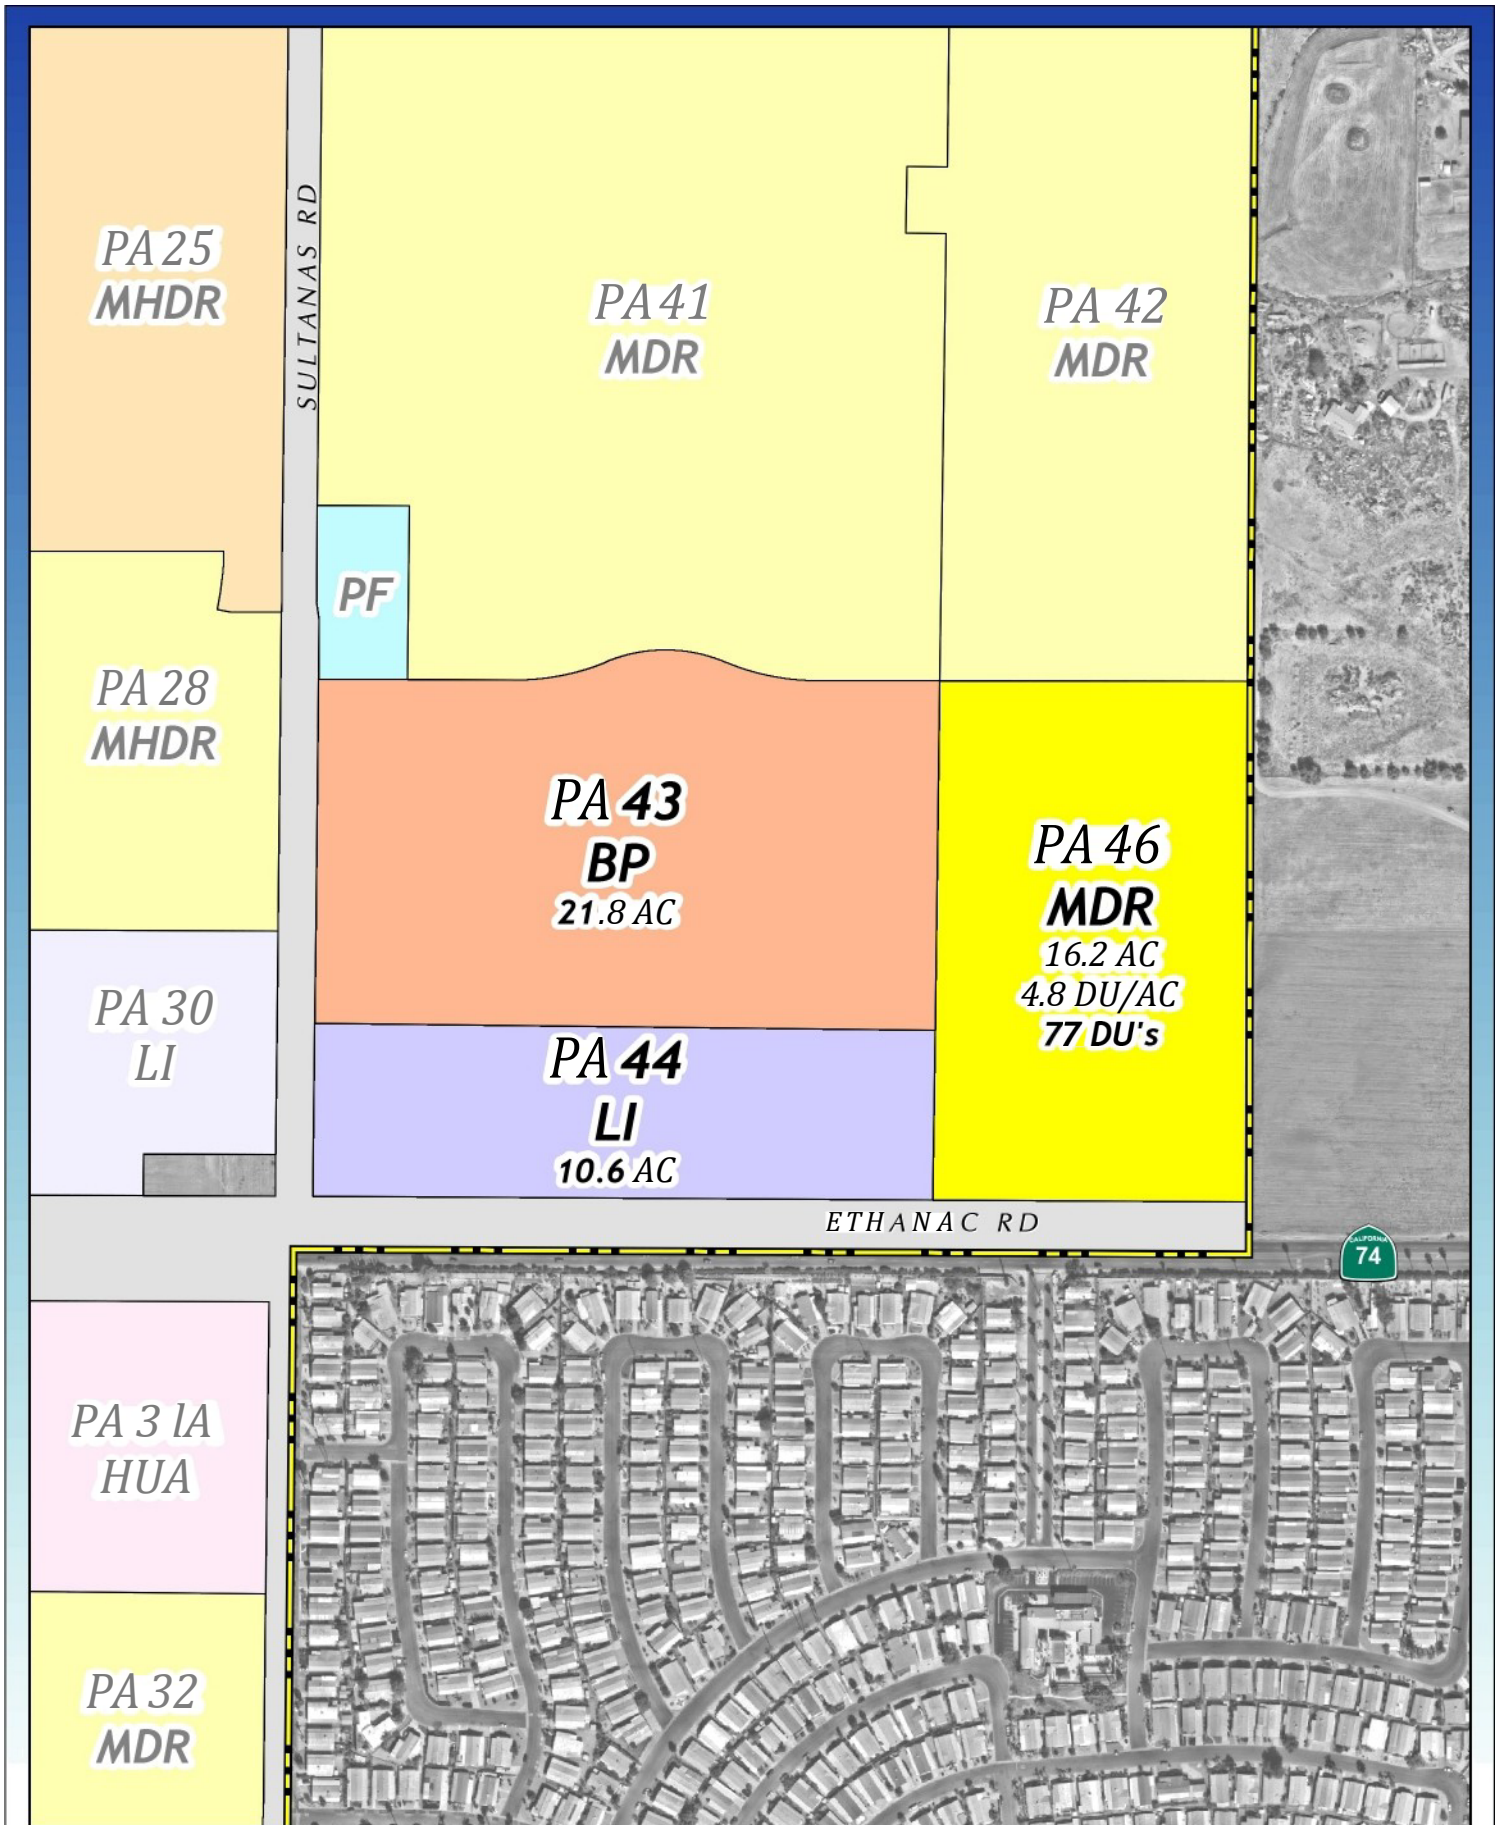 PA 25
MHDR
SULTANAS RD
PA 41
MDR
PA 42
MDR
PF
PA 28
MHDR
PA 43
BP
21.8 AC
PA 46
MDR
16.2 AC
4.8 DU/AC
77 DU's
PA 30
LI
PA 44
LI
10.6 AC
ETHANAC RD
CALIFORNIA
74
PA 3 lA
HUA
PA 32
MDR